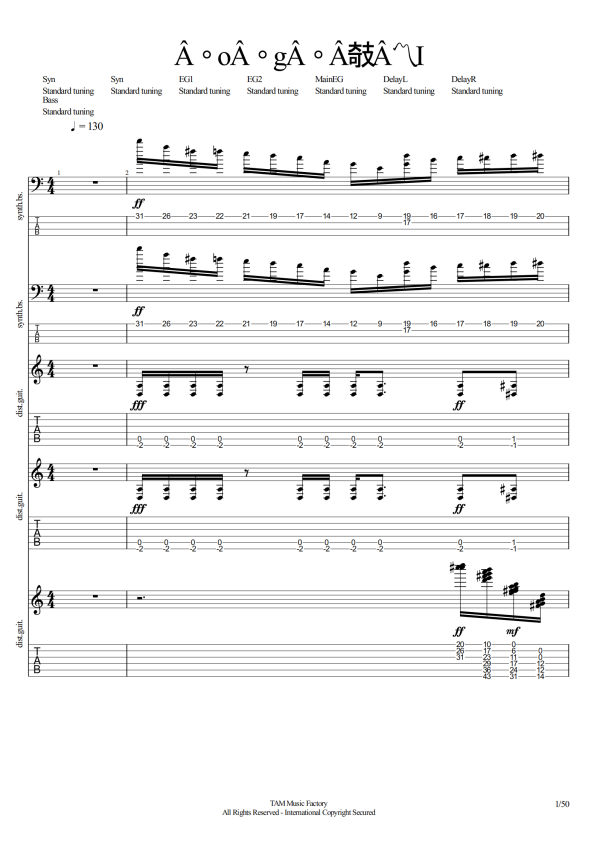 Â°oÂ°gÂ°Â鼓Â〽I
Syn Syn EG1 EG2 MainEG DelayL DelayR
Standard tuning Standard tuning Standard tuning Standard tuning Standard tuning Standard tuning Standard tuning
Bass
Standard tuning
♩ = 130
1 2
synth.bs.
ff
31 26 23 22 21 19 17 14 12 9 19 16 17 18 19 20
17
synth.bs.
ff
31 26 23 22 21 19 17 14 12 9 19 16 17 18 19 20
17
dist.guit.
fff ff
0 0 0 0 0 0 0 0 0 1
-2 -2 -2 -2 -2 -2 -2 -2 -2 -1
dist.guit.
fff ff
0 0 0 0 0 0 0 0 0 1
-2 -2 -2 -2 -2 -2 -2 -2 -2 -1
dist.guit.
ff mf
20 10 0
26 17 6 0
31 23 11 0
29 17 12
36 24 12
43 31 14
TAM Music Factory
All Rights Reserved - International Copyright Secured
1/50